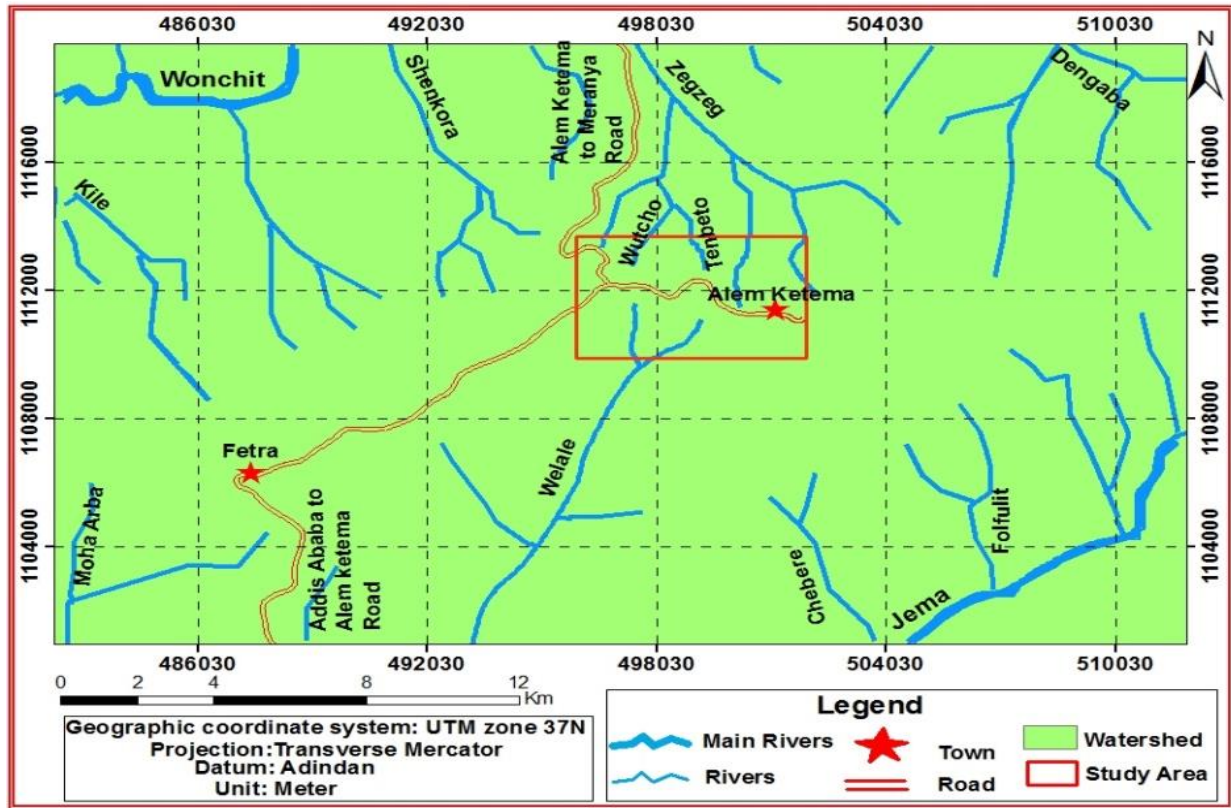 486030 492030 498030 504030 510030
N
Wonchit
Shenkora
Alem Ketema
to Meranya
Road
Zegzeg
Dengaba
1116000
1116000
Kile
Wutcho
Tenbeto
1112000
1112000
Alem Ketema
1108000
1108000
Fetra
Welale
Moha Arba
Addis Ababa to
Alem Ketema
Road
Chebere
Folfulit
Jema
1104000
1104000
486030 492030 498030 504030 510030
0 2 4 8 12
Km
Geographic coordinate system: UTM zone 37N
Projection:Transverse Mercator
Datum: Adindan
Unit: Meter
Legend
Main Rivers
Rivers
Town
Road
Watershed
Study Area